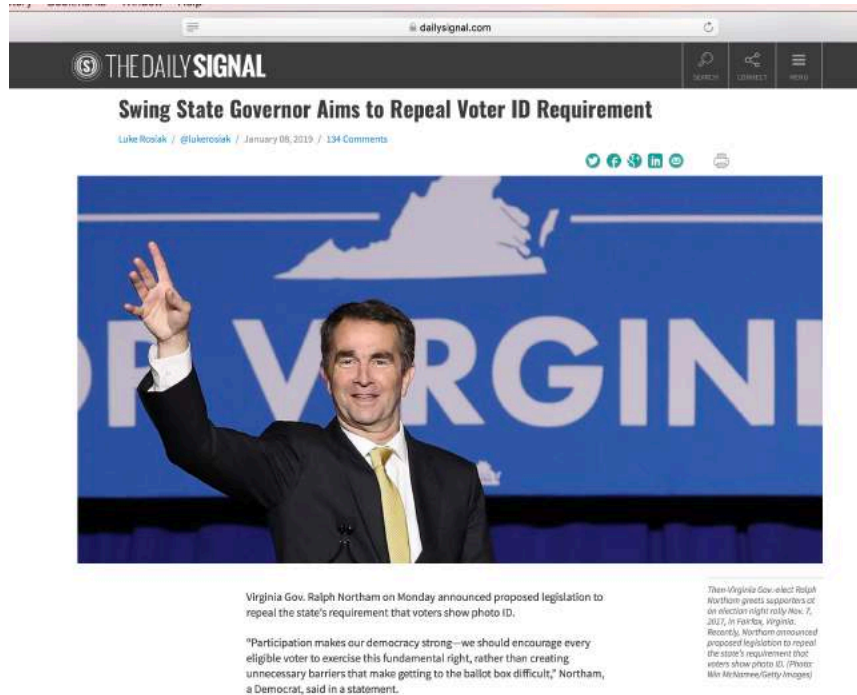 dailysignal.com
S THE DAILY SIGNAL
SEARCH CONNECT MENU
Swing State Governor Aims to Repeal Voter ID Requirement
Luke Rosiak / @lukerosiak / January 08, 2019 / 134 Comments
OF VIRGINI
Virginia Gov. Ralph Northam on Monday announced proposed legislation to
repeal the state's requirement that voters show photo ID.
"Participation makes our democracy strong—we should encourage every
eligible voter to exercise this fundamental right, rather than creating
unnecessary barriers that make getting to the ballot box difficult," Northam,
a Democrat, said in a statement.
Then-Virginia Gov.-elect Ralph
Northam greets supporters at
an election night rally Nov. 7,
2017, in Fairfax, Virginia.
Recently, Northam announced
proposed legislation to repeal
the state's requirement that
voters show photo ID. (Photo:
Win McNamee/Getty Images)